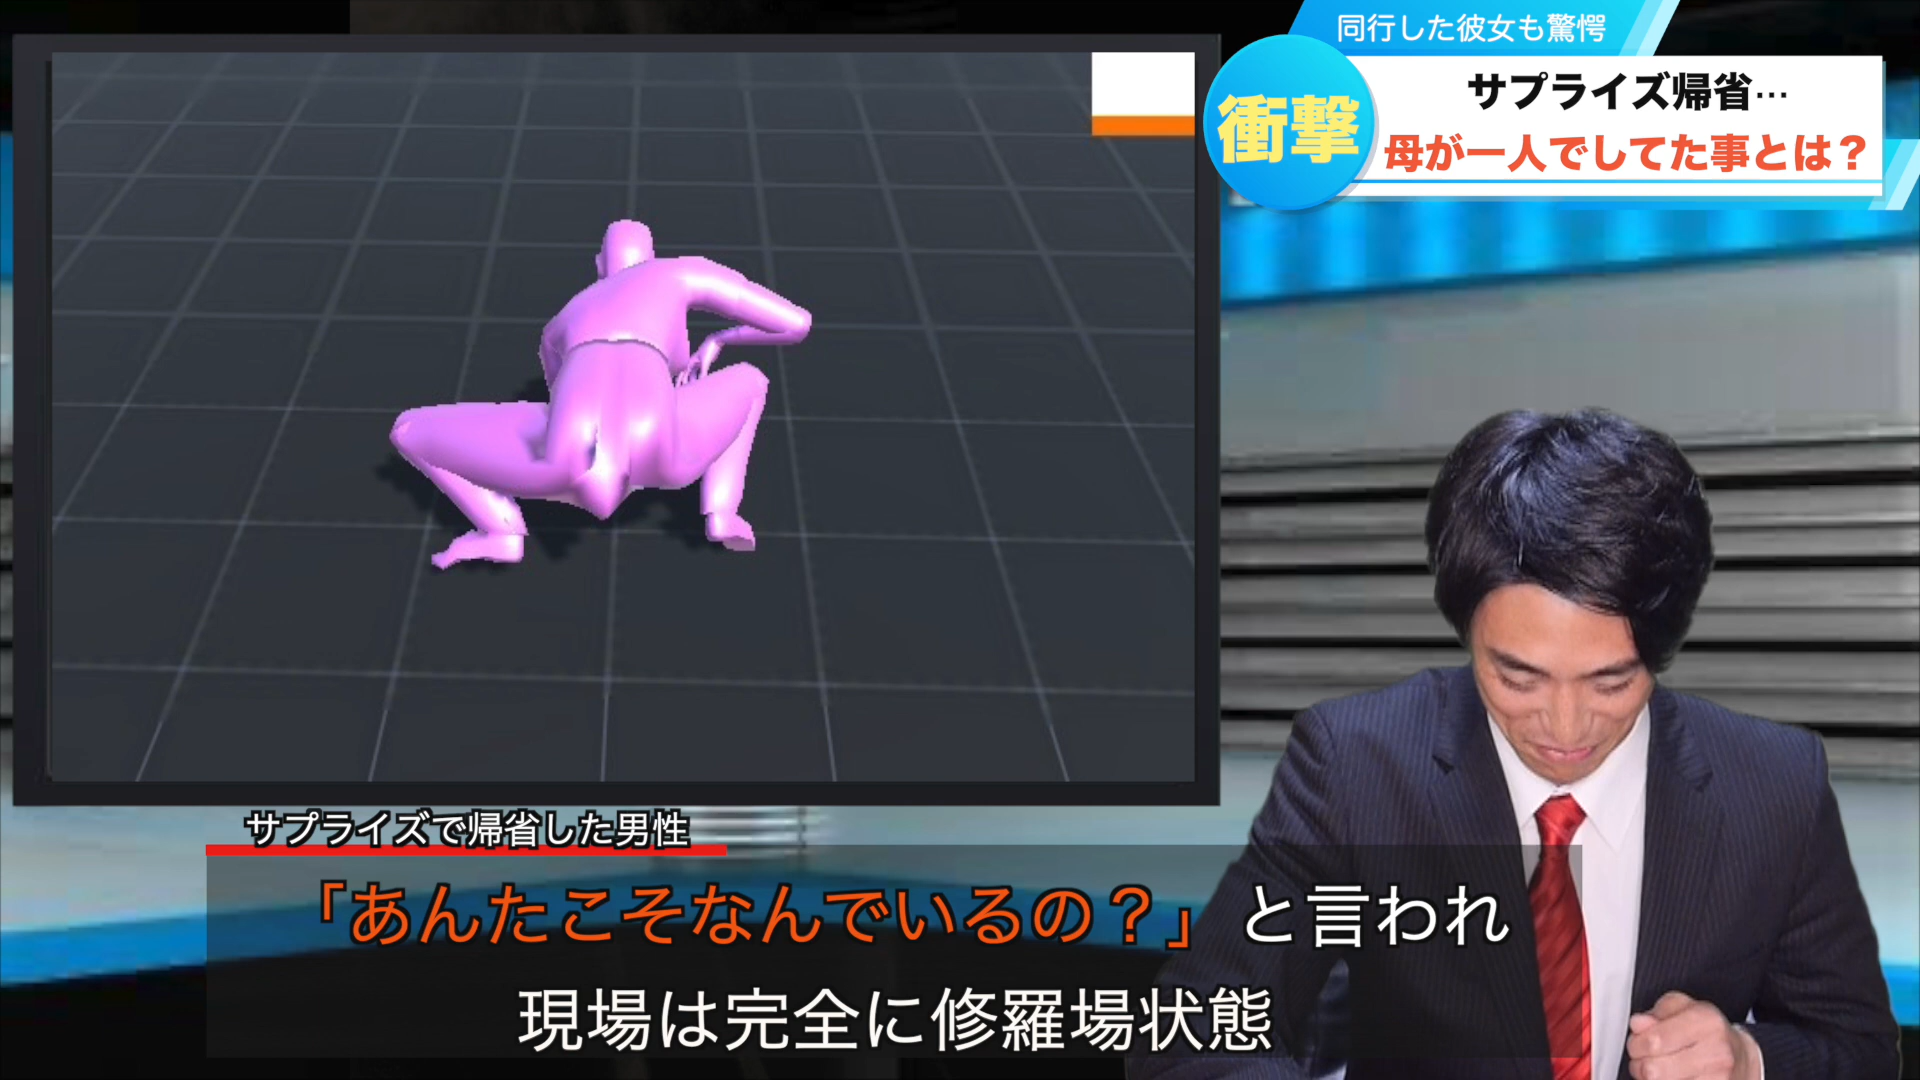 同行した彼女も驚愕
衝撃
サプライズ帰省…
母が一人でしてた事とは？
サプライズで帰省した男性
「あんたこそなんでいるの？」と言われ
現場は完全に修羅場状態